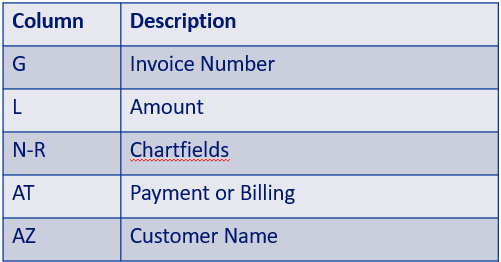 Column Description
G Invoice Number
L Amount
N-R Chartfields
AT Payment or Billing
AZ Customer Name